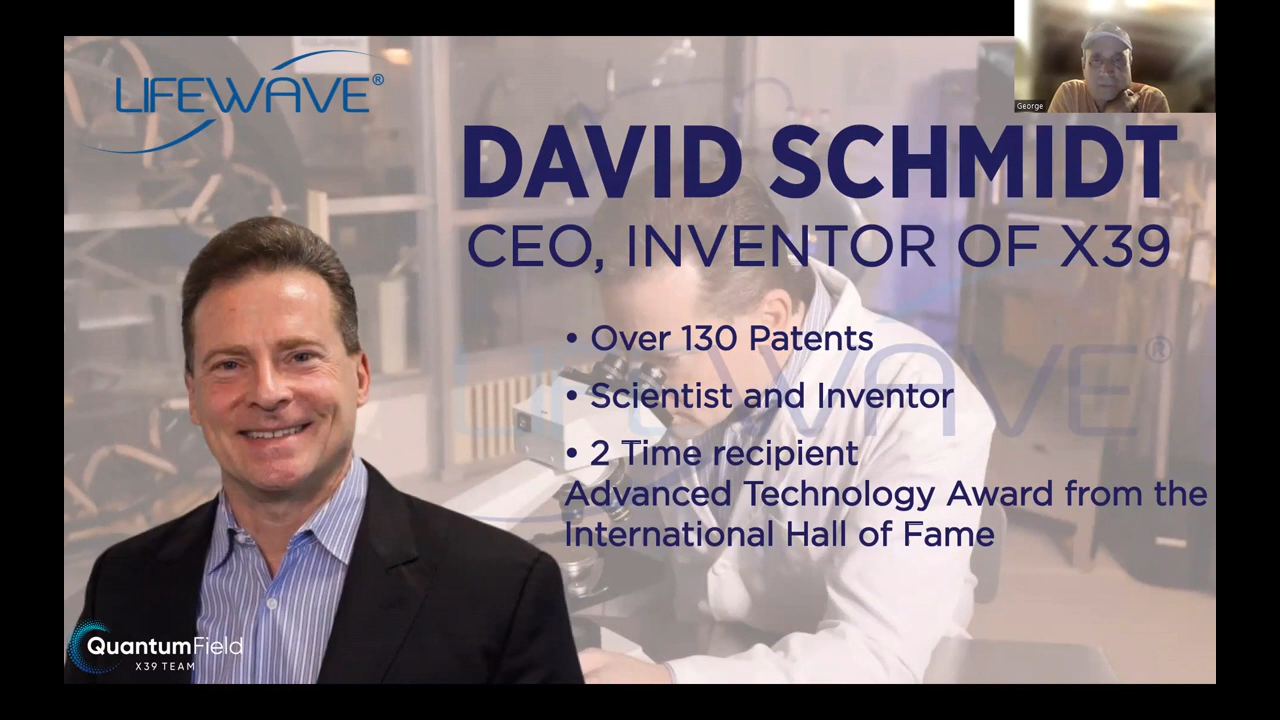 LIFEWAVE®
George
DAVID SCHMIDT
CEO, INVENTOR OF X39
• Over 130 Patents
• Scientist and Inventor
• 2 Time recipient
Advanced Technology Award from the
International Hall of Fame
LIFEWAVE®
QuantumField
X39 TEAM